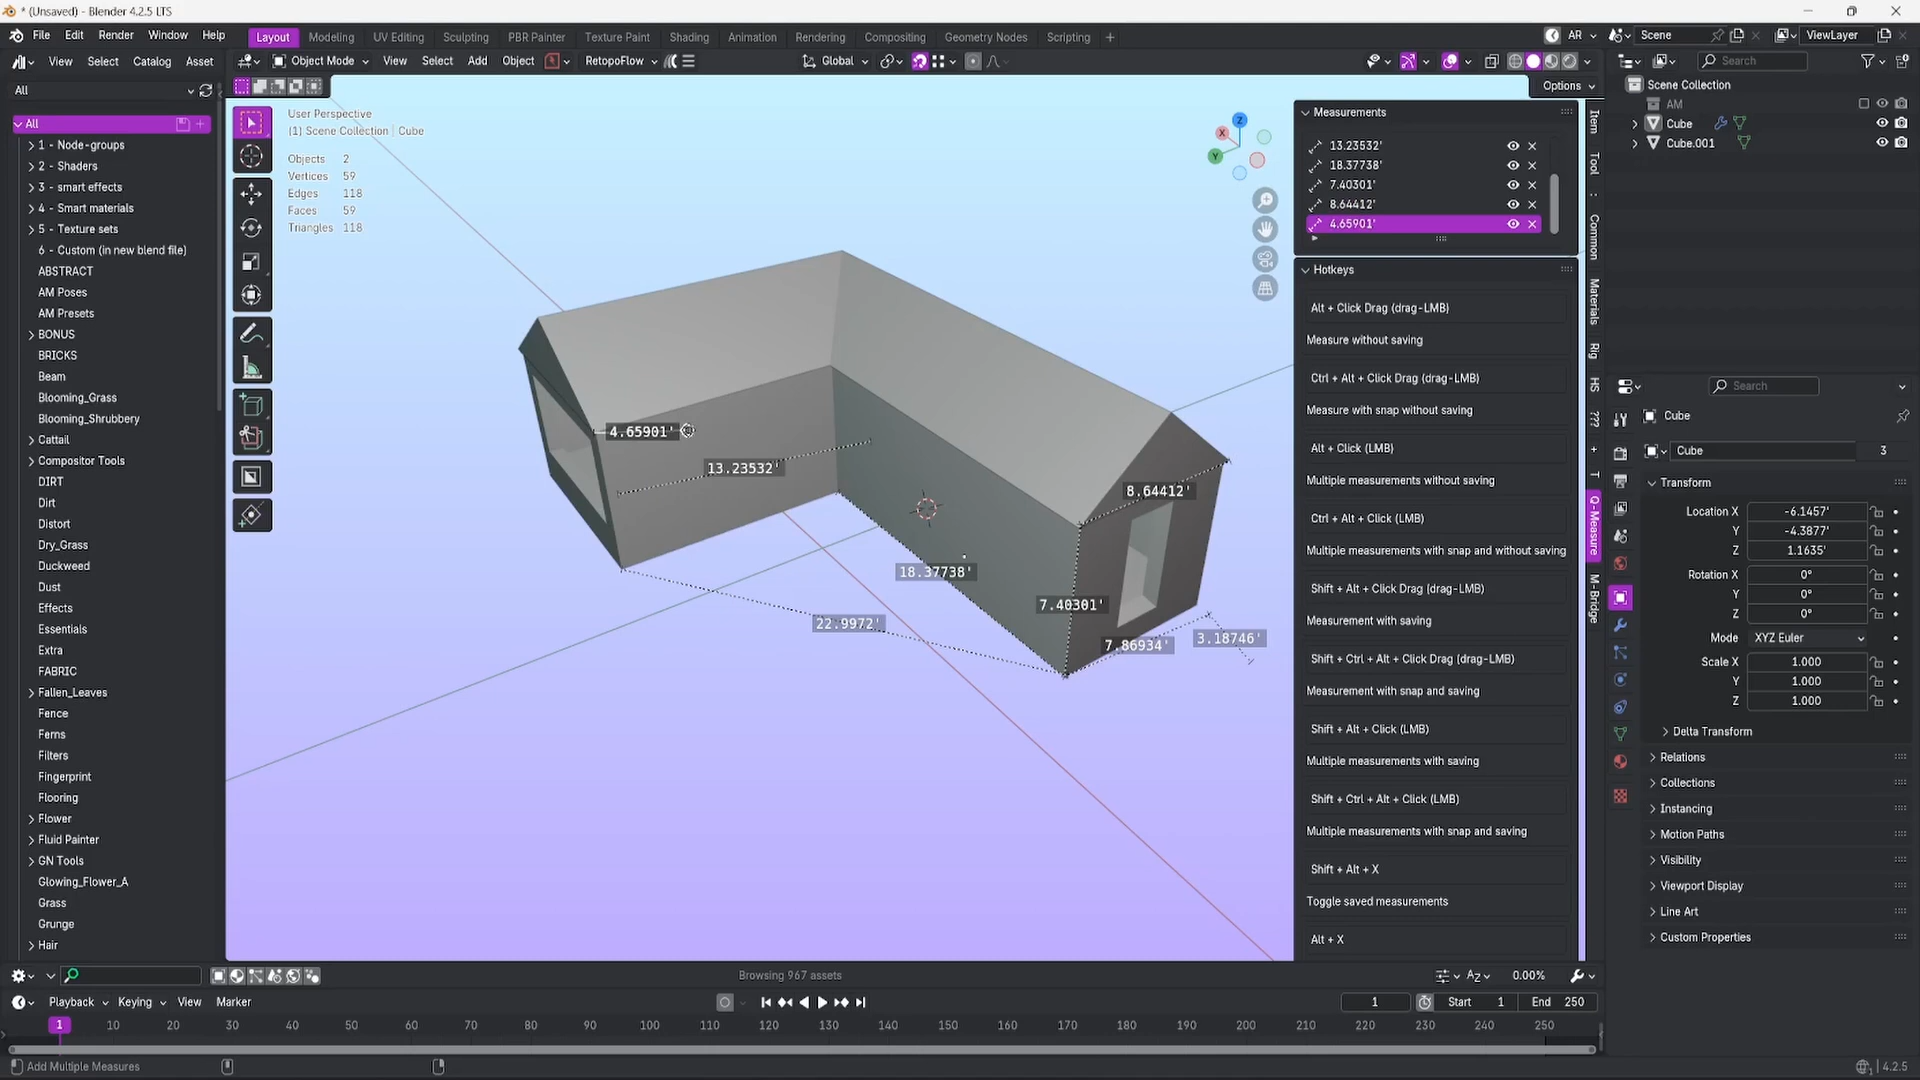 * (Unsaved) - Blender 4.2.5 LTS
File Edit Render Window Help
Layout Modeling UV Editing Sculpting PBR Painter Texture Paint Shading Animation Rendering Compositing Geometry Nodes Scripting +
AR Scene ViewLayer
View Select Catalog Asset
Object Mode View Select Add Object RetopoFlow Global
Search
All
Options
All
1 - Node-groups
2 - Shaders
3 - smart effects
4 - Smart materials
5 - Texture sets
6 - Custom (in new blend file)
ABSTRACT
AM Poses
AM Presets
BONUS
BRICKS
Beam
Blooming_Grass
Blooming_Shrubbery
Cattail
Compositor Tools
DIRT
Dirt
Distort
Dry_Grass
Duckweed
Dust
Effects
Essentials
Extra
FABRIC
Fallen_Leaves
Fence
Ferns
Filters
Fingerprint
Flooring
Flower
Fluid Painter
GN Tools
Glowing_Flower_A
Grass
Grunge
Hair
User Perspective
(1) Scene Collection | Cube
Objects 2
Vertices 59
Edges 118
Faces 59
Triangles 118
Z
X
Y
4.65901'
13.23532'
8.64412'
18.37738'
7.40301'
22.9972'
7.86934'
3.18746'
Measurements
13.23532'
18.37738'
7.40301'
8.64412'
4.65901'
Hotkeys
Alt + Click Drag (drag-LMB)
Measure without saving
Ctrl + Alt + Click Drag (drag-LMB)
Measure with snap without saving
Alt + Click (LMB)
Multiple measurements without saving
Ctrl + Alt + Click (LMB)
Multiple measurements with snap and without saving
Shift + Alt + Click Drag (drag-LMB)
Measurement with saving
Shift + Ctrl + Alt + Click Drag (drag-LMB)
Measurement with snap and saving
Shift + Alt + Click (LMB)
Multiple measurements with saving
Shift + Ctrl + Alt + Click (LMB)
Multiple measurements with snap and saving
Shift + Alt + X
Toggle saved measurements
Alt + X
Item
Tool
:
Common
Materials
Rig
HS
???
+
T
Q-Measure
M-Bridge
Scene Collection
AM
Cube
Cube.001
Search
Cube
Cube 3
Transform
Location X -6.1457'
Y -4.3877'
Z 1.1635'
Rotation X 0°
Y 0°
Z 0°
Mode XYZ Euler
Scale X 1.000
Y 1.000
Z 1.000
Delta Transform
Relations
Collections
Instancing
Motion Paths
Visibility
Viewport Display
Line Art
Custom Properties
Browsing 967 assets
AZ 0.00%
Playback Keying View Marker
1 Start 1 End 250
1 10 20 30 40 50 60 70 80 90 100 110 120 130 140 150 160 170 180 190 200 210 220 230 240 250
Add Multiple Measures
4.2.5